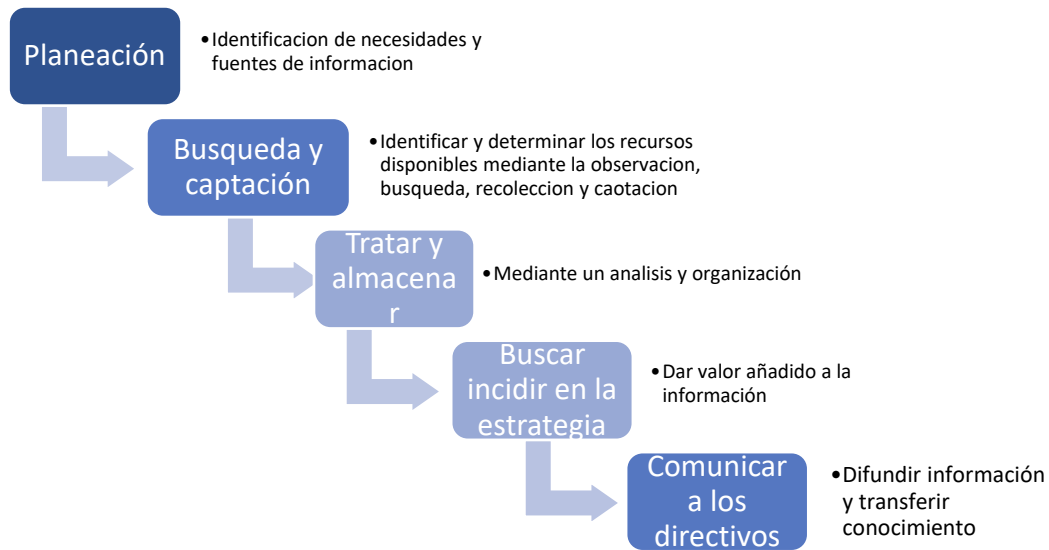 Planeación
•Identificacion de necesidades y
fuentes de informacion
Busqueda y
captación
•Identificar y determinar los recursos
disponibles mediante la observacion,
busqueda, recoleccion y caotacion
Tratar y
almacena
r
•Mediante un analisis y organización
Buscar
incidir en la
estrategia
•Dar valor añadido a la
información
Comunicar
a los
directivos
•Difundir información
y transferir
conocimiento